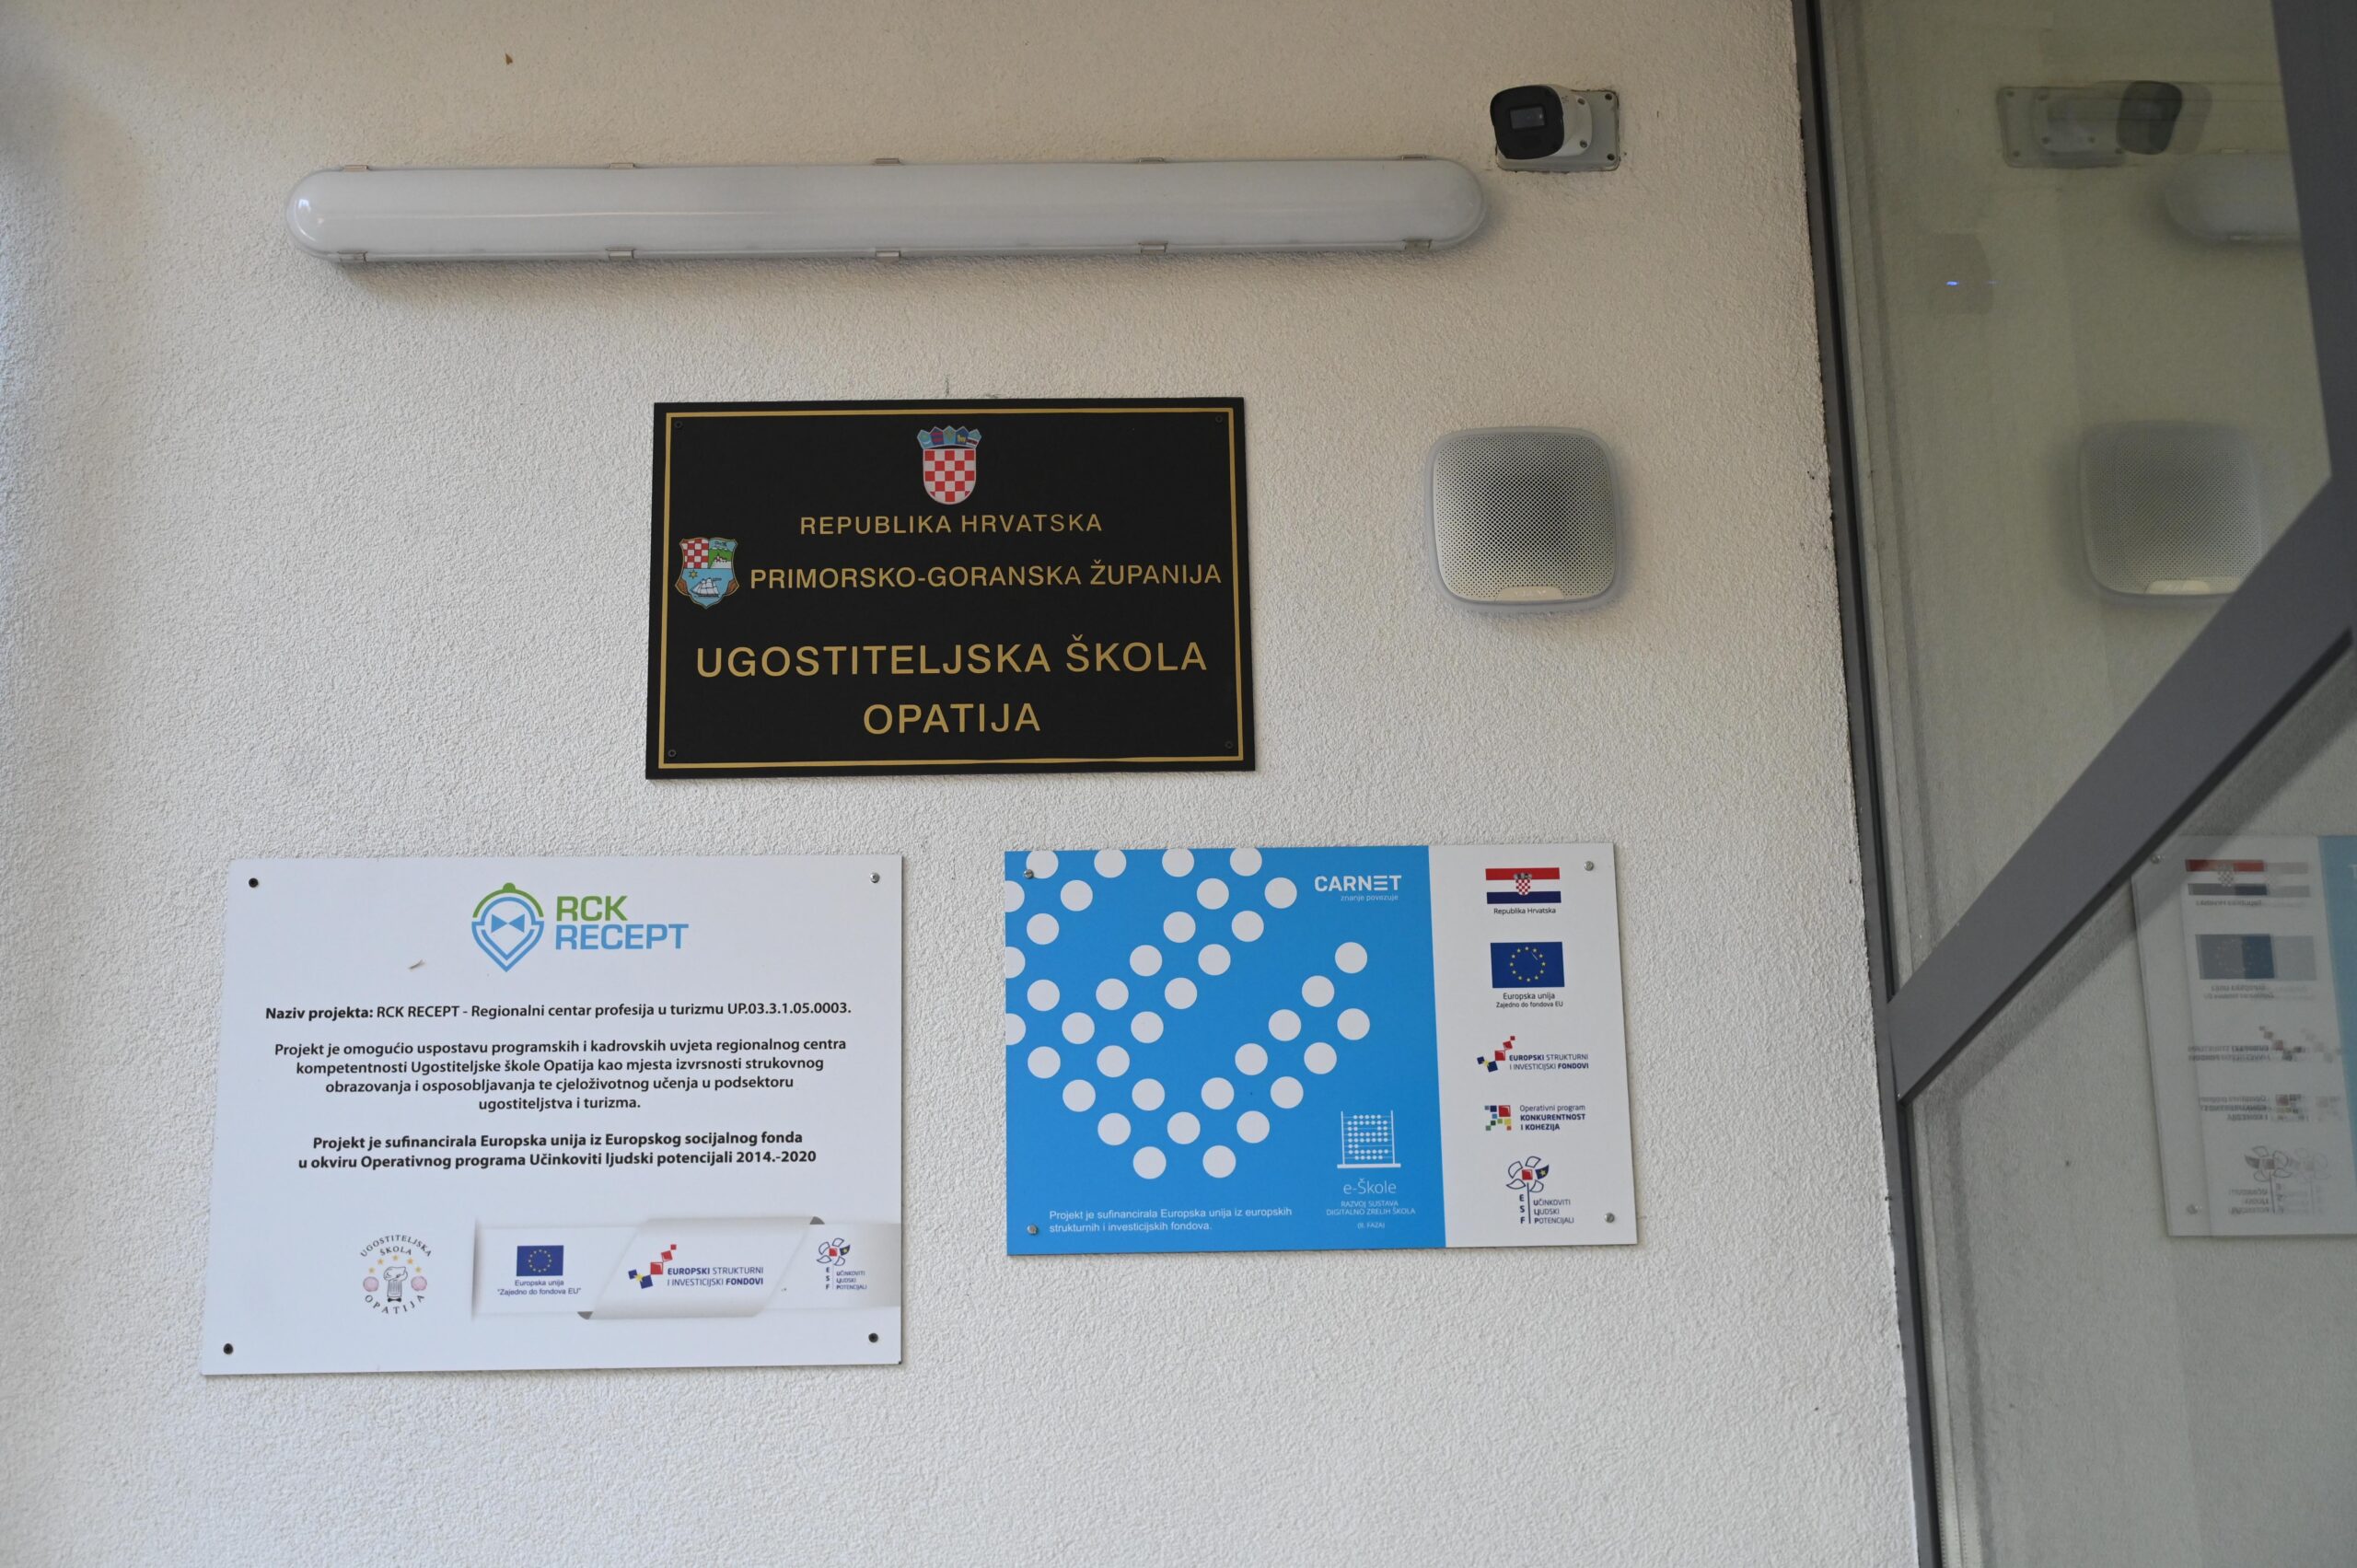 REPUBLIKA HRVATSKA
PRIMORSKO-GORANSKA ŽUPANIJA
UGOSTITELJSKA ŠKOLA
OPATIJA
RCK
RECEPT
Naziv projekta: RCK RECEPT - Regionalni centar profesija u turizmu UP.03.3.1.05.0003.
Projekt je omogućio uspostavu programskih i kadrovskih uvjeta regionalnog centra
kompetentnosti Ugostiteljske škole Opatija kao mjesta izvrsnosti strukovnog
obrazovanja i osposobljavanja te cjeloživotnog učenja u podsektoru
ugostiteljstva i turizma.
Projekt je sufinancirala Europska unija iz Europskog socijalnog fonda
u okviru Operativnog programa Učinkoviti ljudski potencijali 2014.-2020
UGOSTITELJSKA
ŠKOLA
OPATIJA
Europska unija
"Zajedno do fondova EU"
EUROPSKI STRUKTURNI
I INVESTICIJSKI FONDOVI
ESF
UČINKOVITI
LJUDSKI
POTENCIJALI
CARNET
znanje povezuje
e-Škole
RAZVOJ SUSTAVA
DIGITALNO ZRELIH ŠKOLA
(II. FAZA)
Projekt je sufinancirala Europska unija iz europskih
strukturnih i investicijskih fondova.
Republika Hrvatska
Europska unija
Zajedno do fondova EU
EUROPSKI STRUKTURNI
I INVESTICIJSKI FONDOVI
Operativni program
KONKURENTNOST
I KOHEZIJA
ESF
UČINKOVITI
LJUDSKI
POTENCIJALI